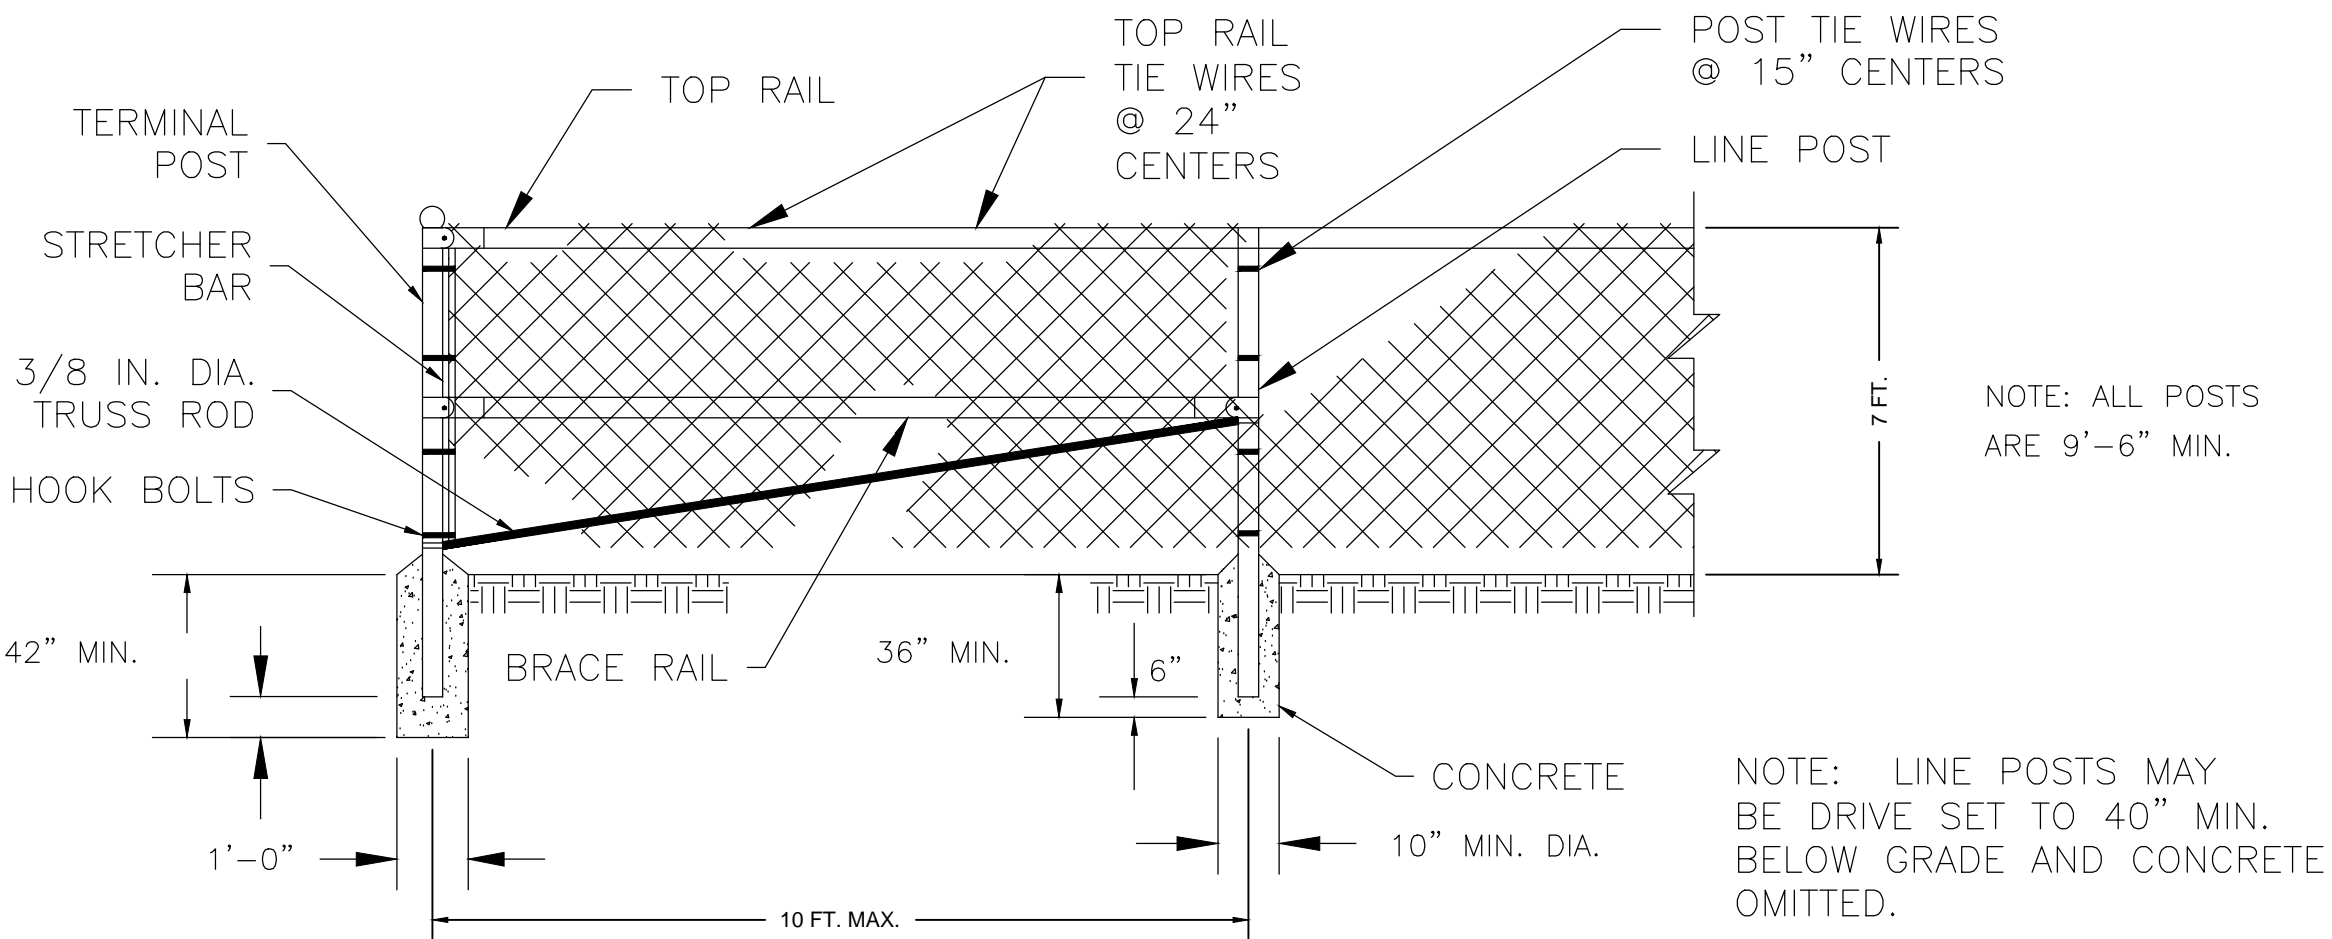 TOP RAIL
TIE WIRES
@ 24”
CENTERS
POST TIE WIRES
@ 15” CENTERS
TOP RAIL
TERMINAL
POST
LINE POST
STRETCHER
BAR
3/8 IN. DIA.
TRUSS ROD
HOOK BOLTS
7 FT.
NOTE: ALL POSTS
ARE 9’-6” MIN.
42” MIN.
BRACE RAIL
36” MIN.
6”
CONCRETE
1’-0”
10” MIN. DIA.
10 FT. MAX.
NOTE: LINE POSTS MAY
BE DRIVE SET TO 40” MIN.
BELOW GRADE AND CONCRETE
OMITTED.